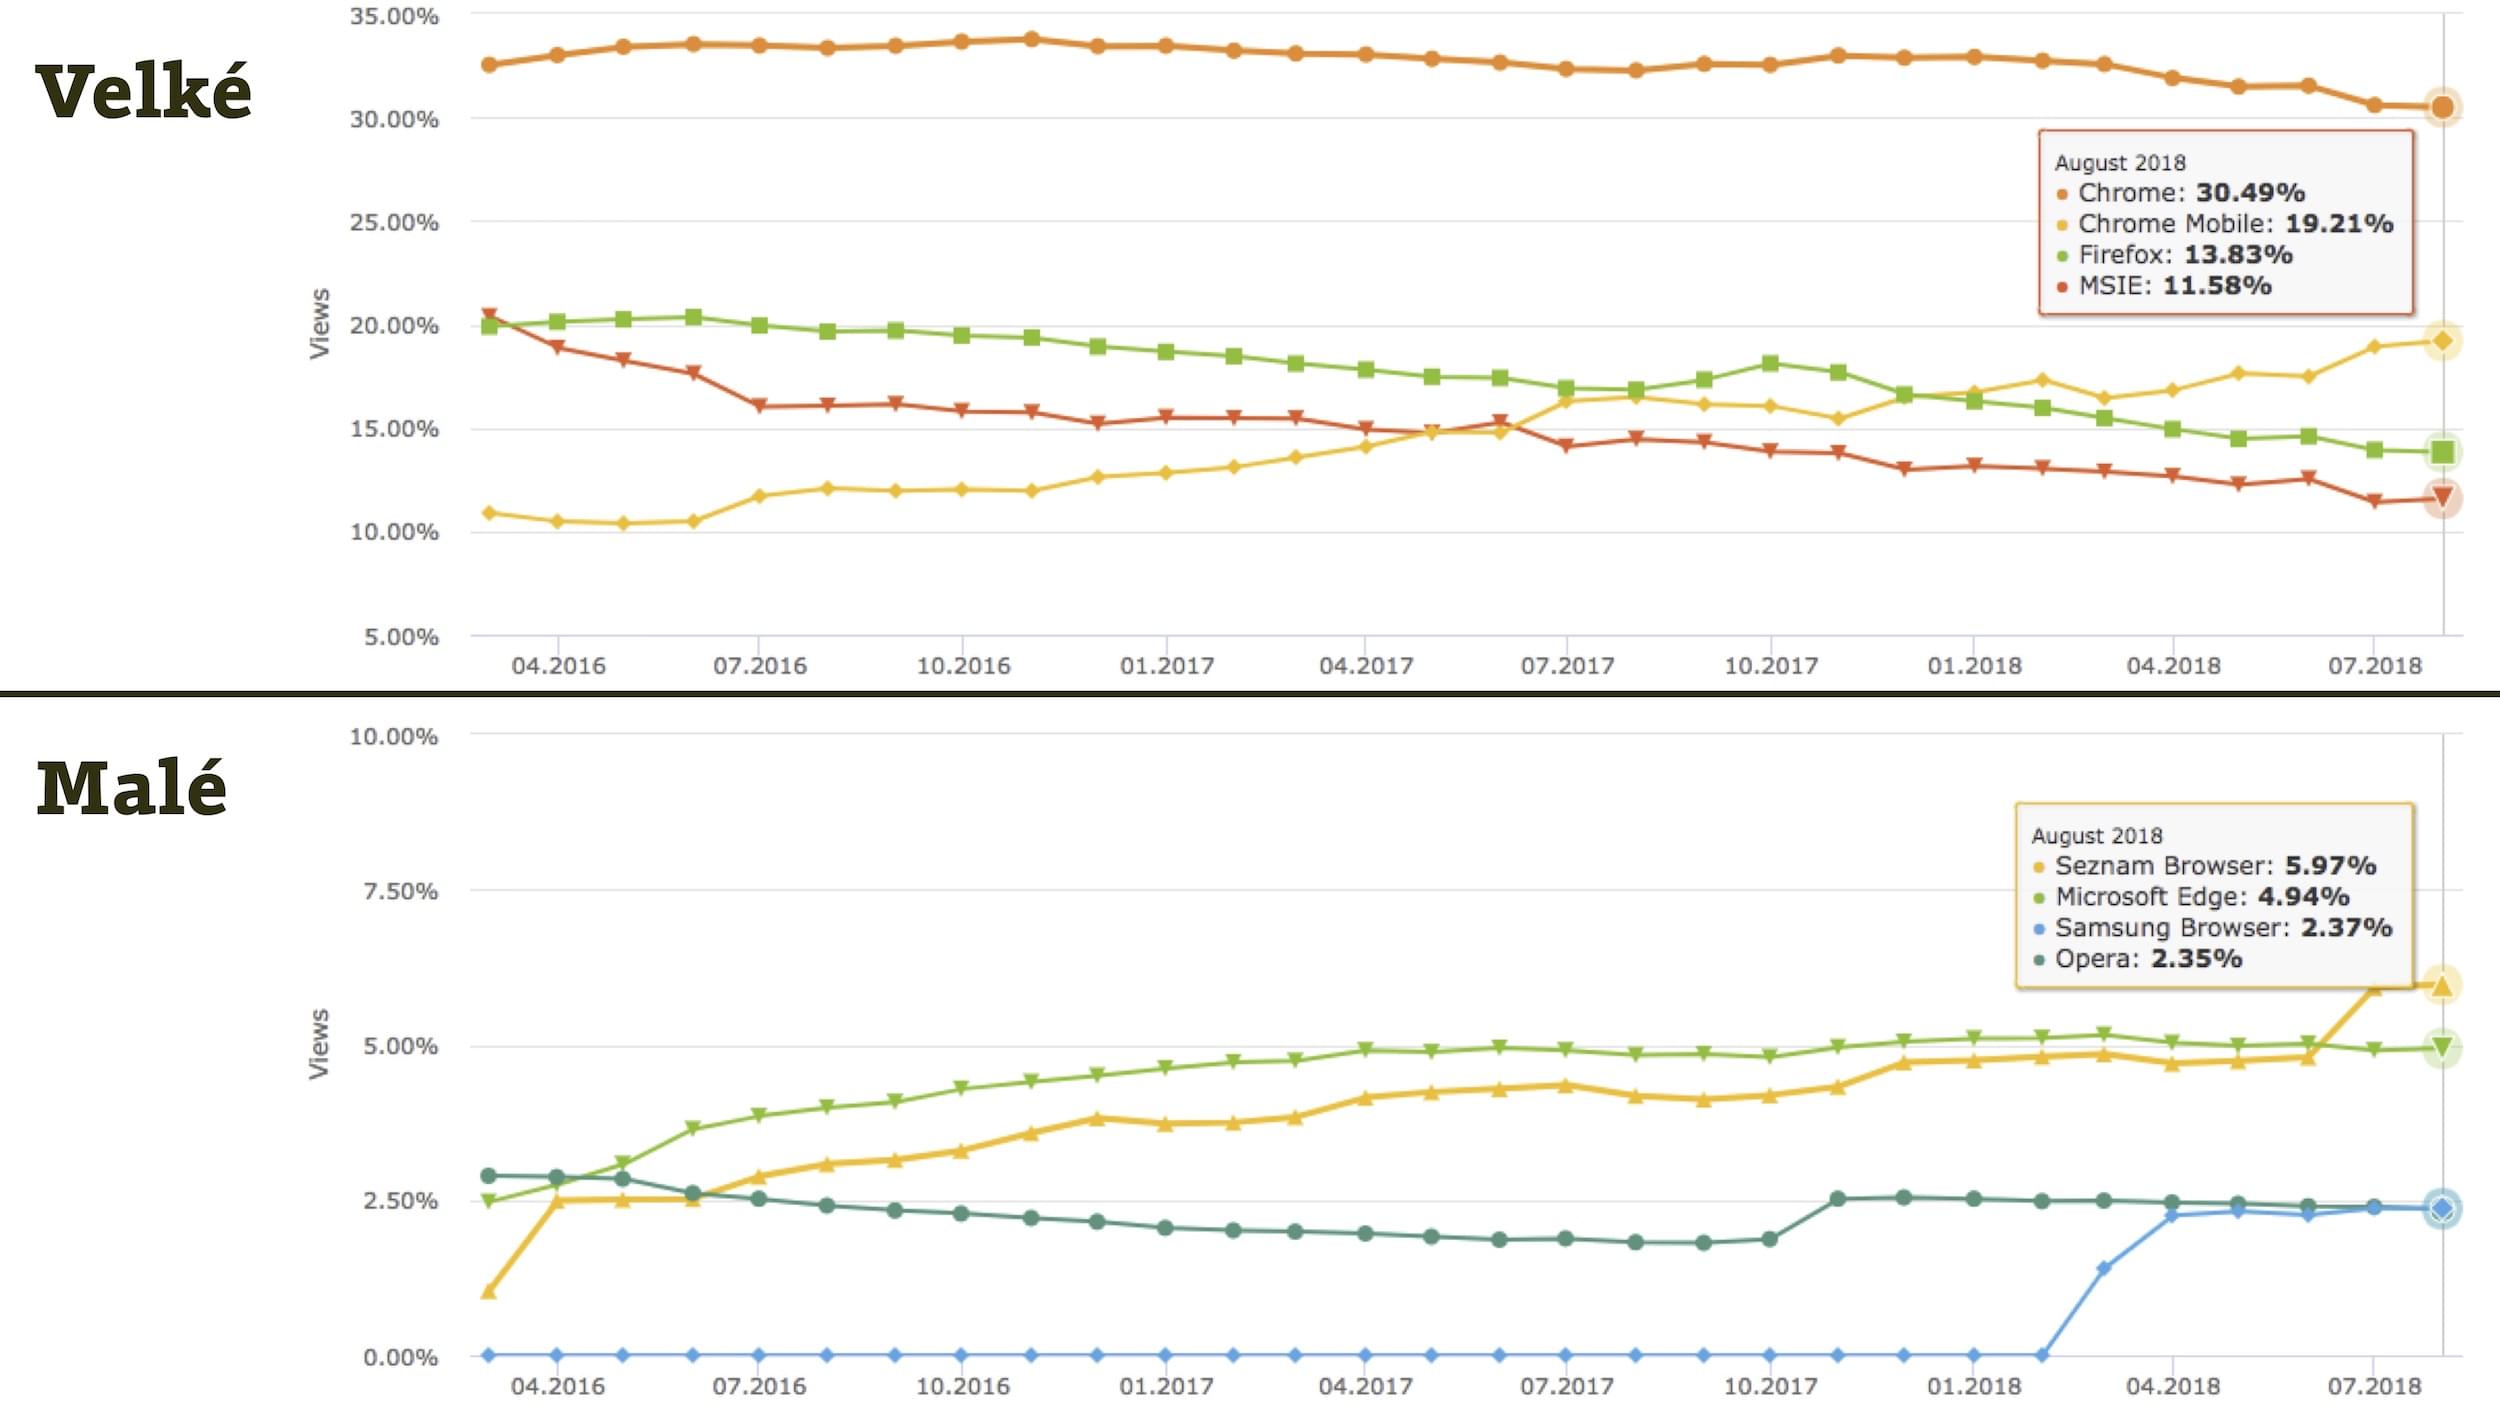 Velké
35.00%
30.00%
25.00%
20.00%
15.00%
10.00%
5.00%
Views
August 2018
Chrome: 30.49%
Chrome Mobile: 19.21%
Firefox: 13.83%
MSIE: 11.58%
04.2016 07.2016 10.2016 01.2017 04.2017 07.2017 10.2017 01.2018 04.2018 07.2018
Malé
10.00%
7.50%
5.00%
2.50%
0.00%
Views
August 2018
Seznam Browser: 5.97%
Microsoft Edge: 4.94%
Samsung Browser: 2.37%
Opera: 2.35%
04.2016 07.2016 10.2016 01.2017 04.2017 07.2017 10.2017 01.2018 04.2018 07.2018